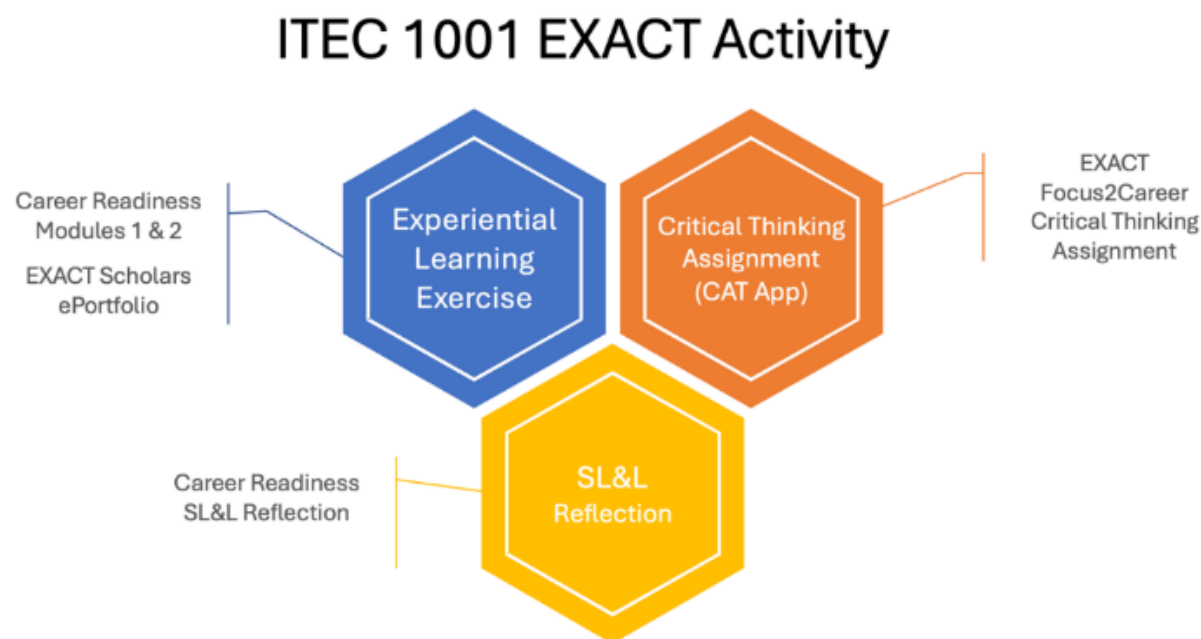 ITEC 1001 EXACT Activity
Career Readiness
Modules 1 & 2
EXACT Scholars
ePortfolio
Experiential
Learning
Exercise
Critical Thinking
Assignment
(CAT App)
EXACT
Focus2Career
Critical Thinking
Assignment
Career Readiness
SL&L Reflection
SL&L
Reflection